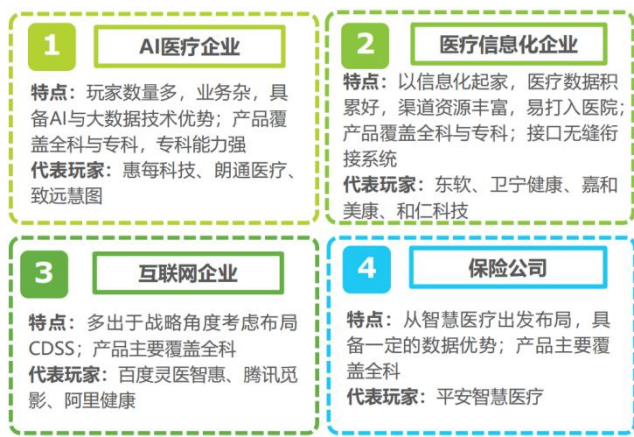 1
AI医疗企业
特点：玩家数量多，业务杂，具
备AI与大数据技术优势；产品覆
盖全科与专科，专科能力强
代表玩家：惠每科技、朗通医疗、
致远慧图
2
医疗信息化企业
特点：以信息化起家，医疗数据积
累好，渠道资源丰富，易打入医院；
产品覆盖全科与专科；接口无缝衔
接系统
代表玩家：东软、卫宁健康、嘉和
美康、和仁科技
3
互联网企业
特点：多出于战略角度考虑布局
CDSS；产品主要覆盖全科
代表玩家：百度灵医智惠、腾讯觅
影、阿里健康
4
保险公司
特点：从智慧医疗出发布局，具
备一定的数据优势；产品主要覆
盖全科
代表玩家：平安智慧医疗